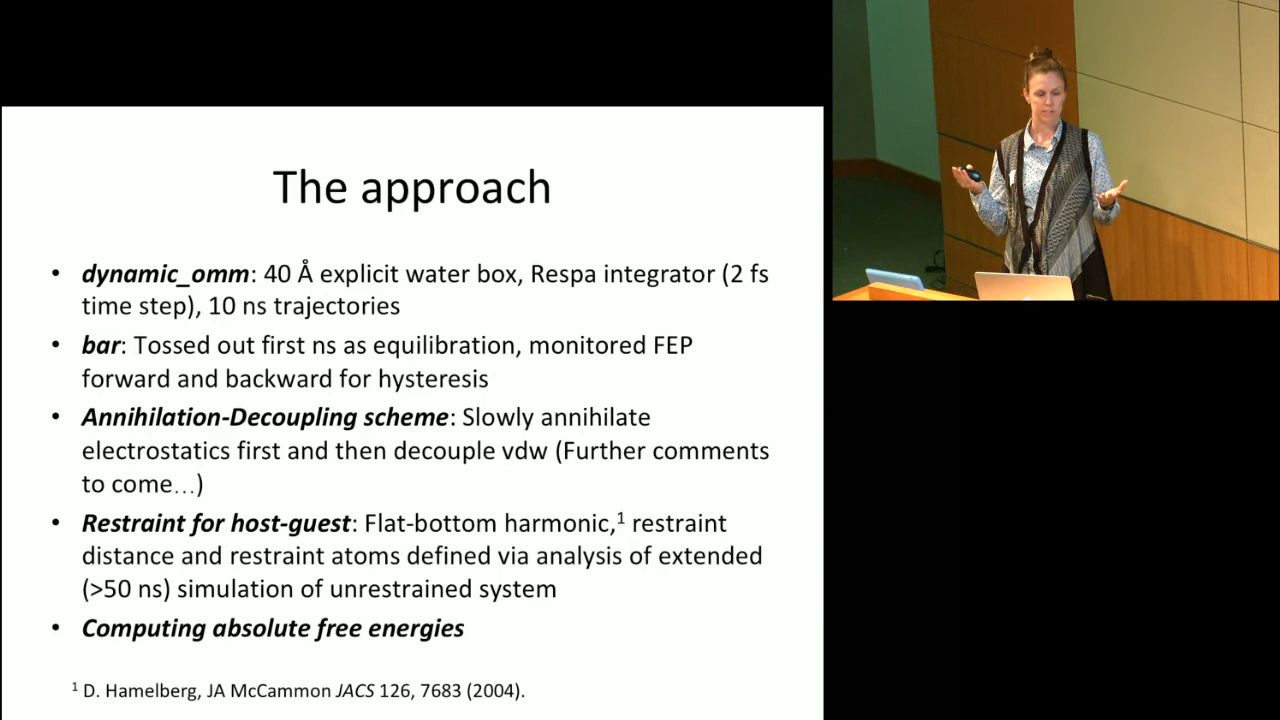 The approach
• dynamic_omm: 40 Å explicit water box, Respa integrator (2 fs
time step), 10 ns trajectories
• bar: Tossed out first ns as equilibration, monitored FEP
forward and backward for hysteresis
• Annihilation-Decoupling scheme: Slowly annihilate
electrostatics first and then decouple vdw (Further comments
to come…)
• Restraint for host-guest: Flat-bottom harmonic,¹ restraint
distance and restraint atoms defined via analysis of extended
(>50 ns) simulation of unrestrained system
• Computing absolute free energies
¹ D. Hamelberg, JA McCammon JACS 126, 7683 (2004).